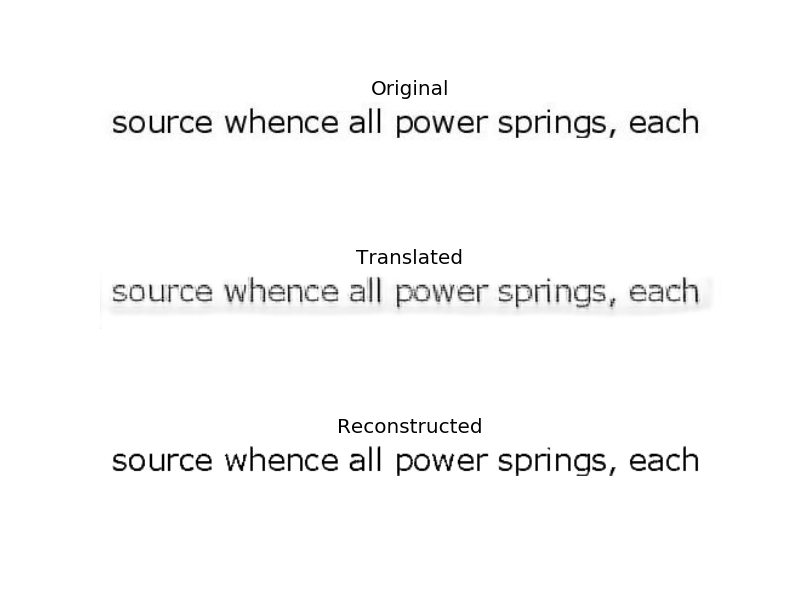 Original
source whence all power springs, each
Translated
source whence all power springs, each
Reconstructed
source whence all power springs, each